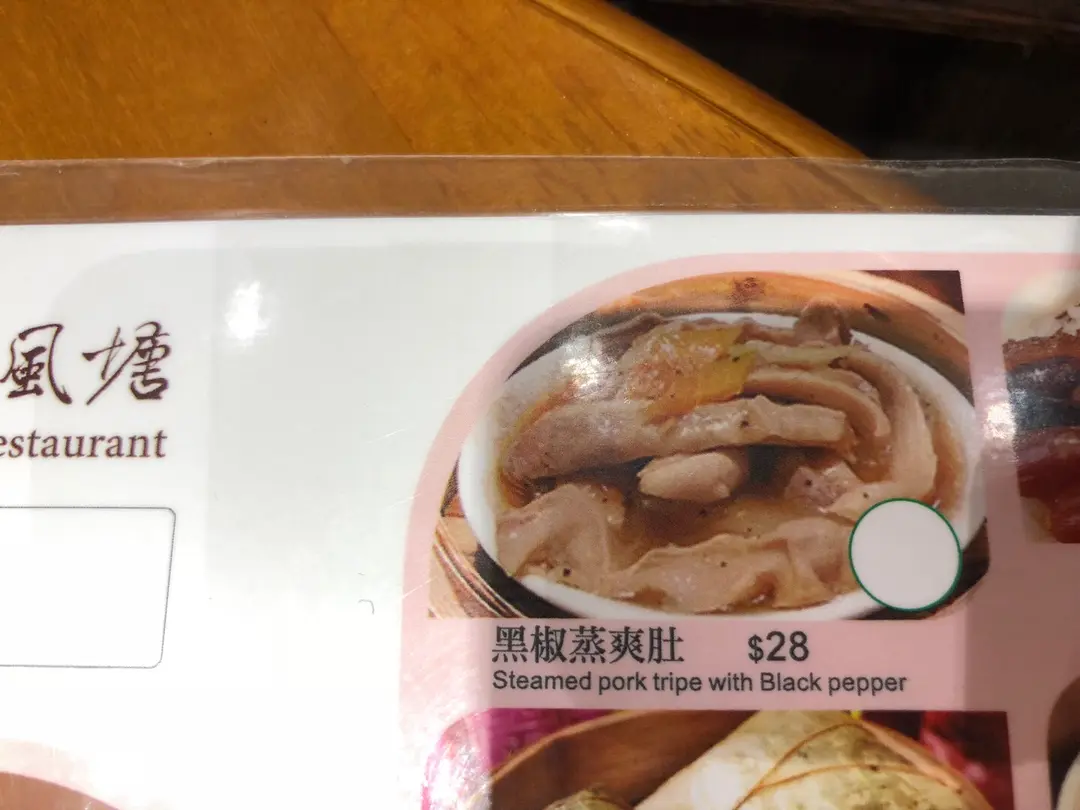 風塘
estaurant
黑椒蒸爽肚 $28
Steamed pork tripe with Black pepper